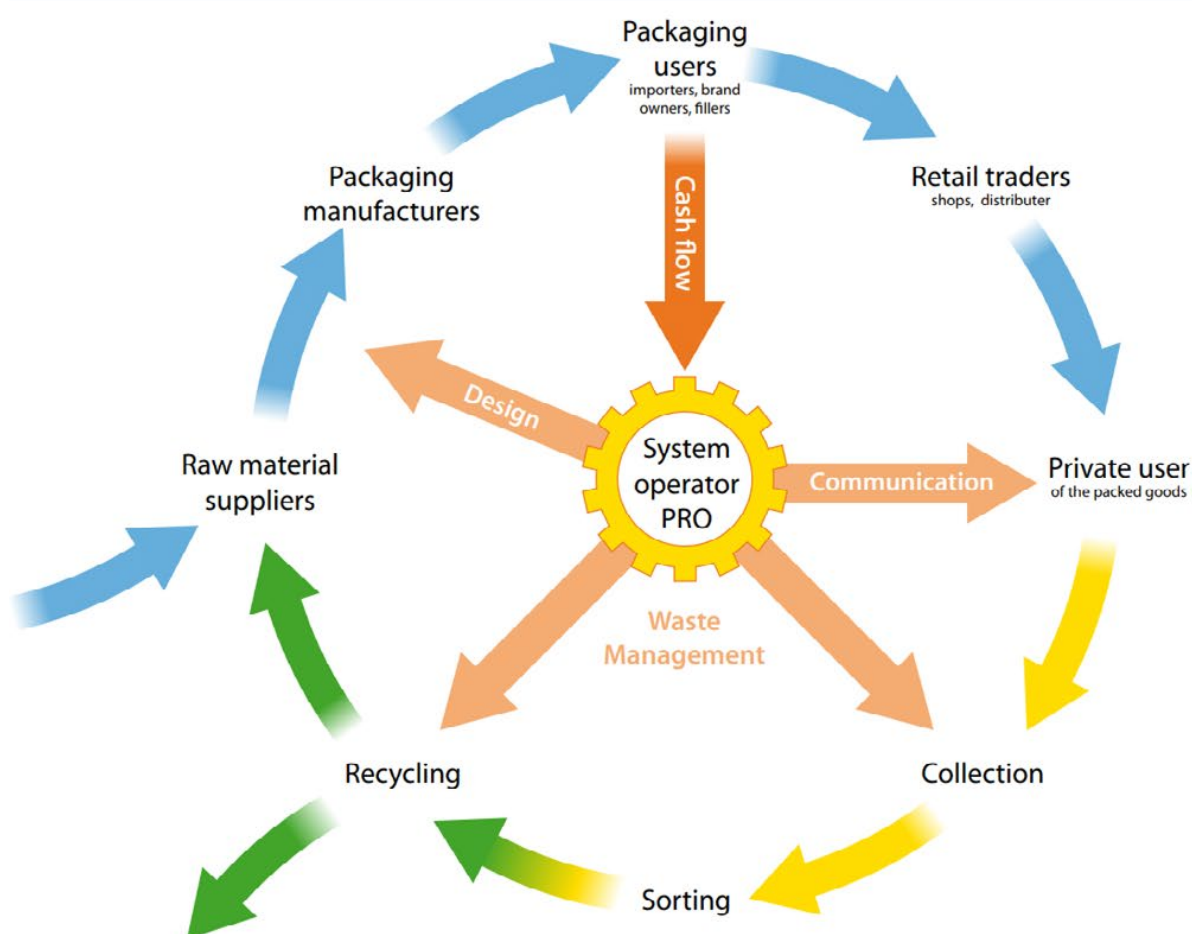 Packaging
users
importers, brand
owners, fillers
Retail traders
shops, distributer
Packaging
manufacturers
Cash flow
Design
System
operator
PRO
Communication
Private user
of the packed goods
Raw material
suppliers
Waste
Management
Recycling
Collection
Sorting